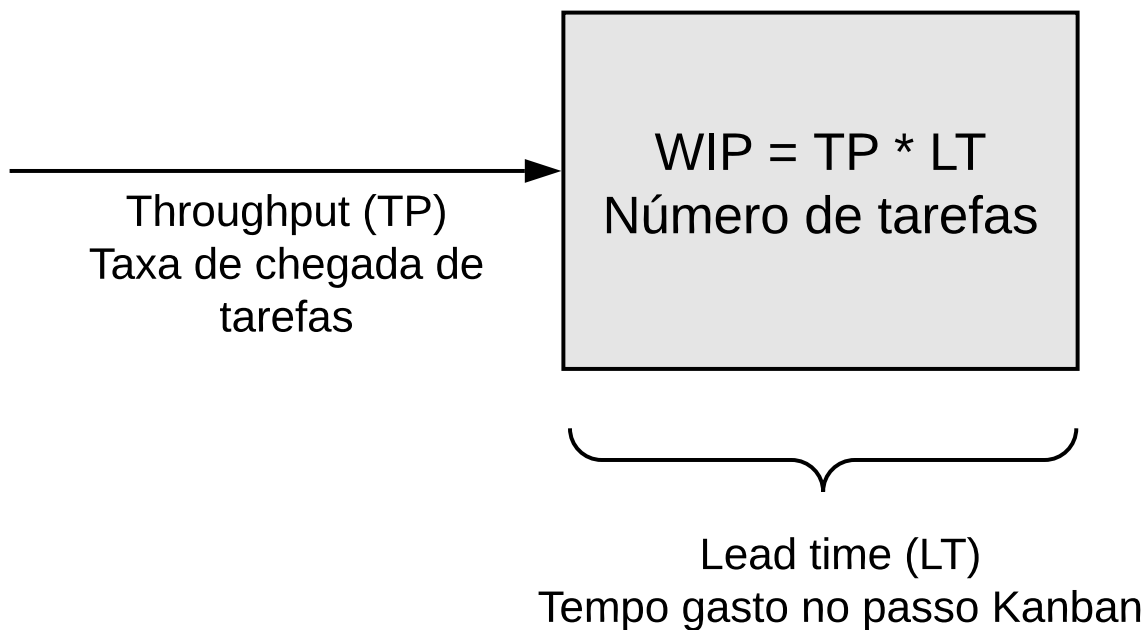 WIP = TP * LT
Número de tarefas
Throughput (TP)
Taxa de chegada de
tarefas
Lead time (LT)
Tempo gasto no passo Kanban